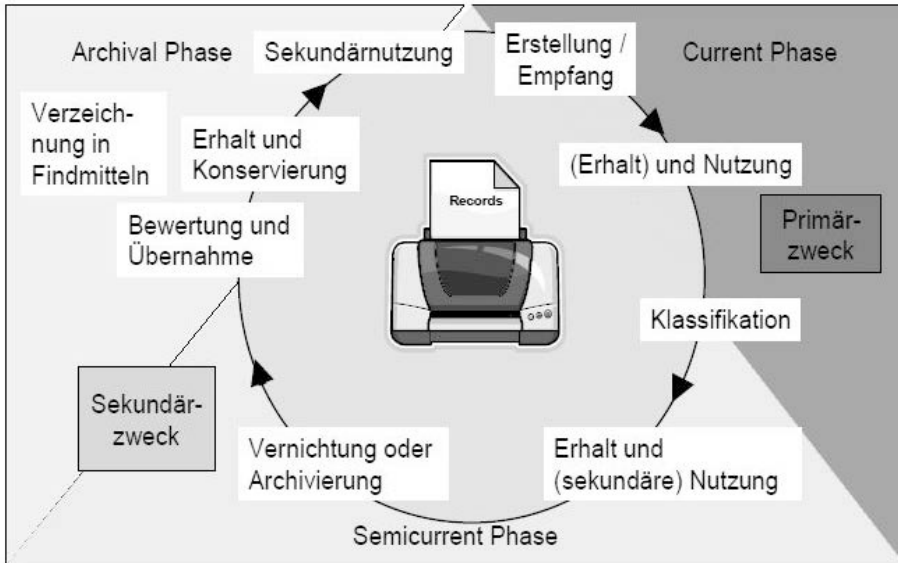 Archival Phase
Sekundärnutzung
Erstellung /
Empfang
Current Phase
Verzeich-
nung in
Findmitteln
Erhalt und
Konservierung
(Erhalt) und Nutzung
Records
Bewertung und
Übernahme
Primär-
zweck
Klassifikation
Sekundär-
zweck
Vernichtung oder
Archivierung
Erhalt und
(sekundäre) Nutzung
Semicurrent Phase